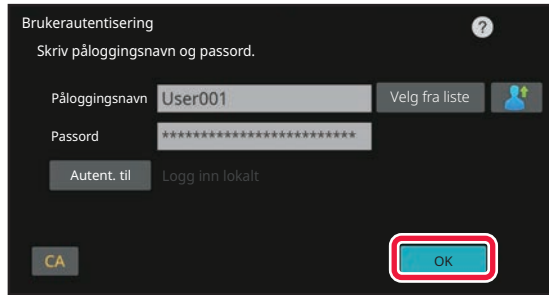 Brukerautentisering
?
Skriv påloggingsnavn og passord.
Påloggingsnavn User001 Velg fra liste
Passord **************************
Autent. til Logg inn lokalt
CA OK